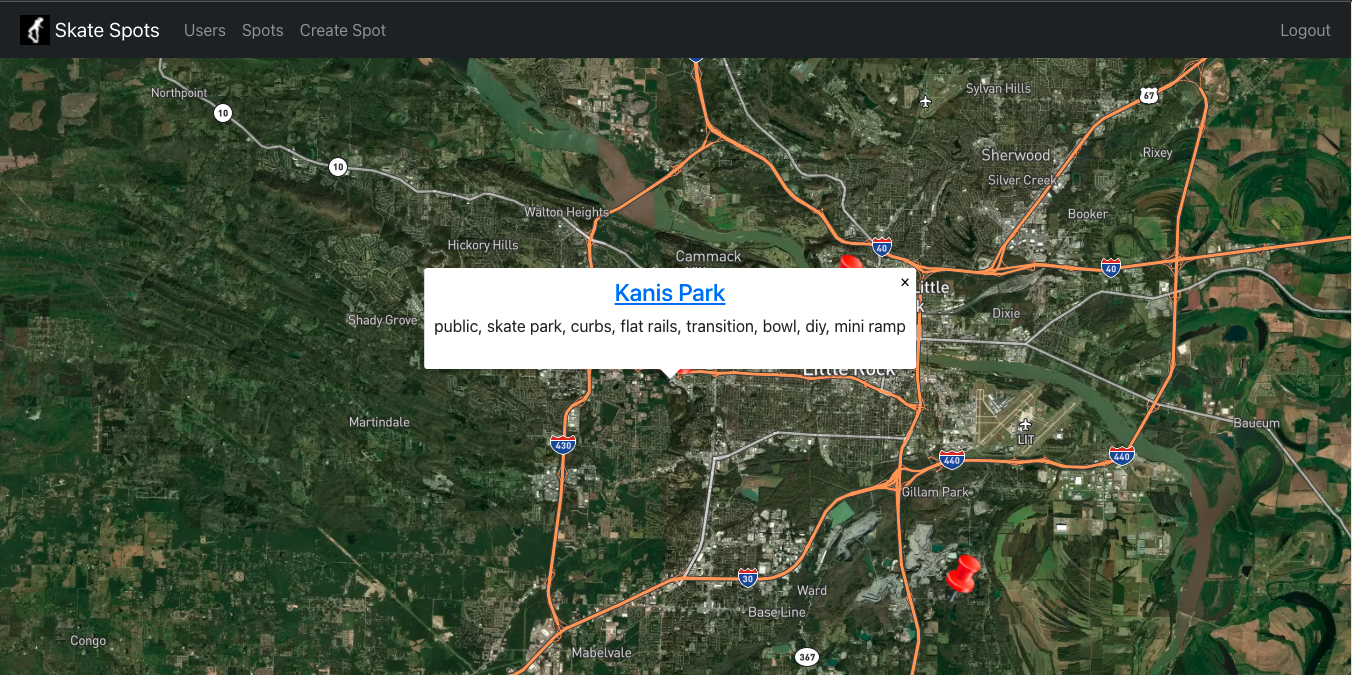 Skate Spots Users Spots Create Spot Logout
Northpoint
Sylvan Hills
67
10
Sherwood
Rixey
10
Silver Creek
Walton Heights
Booker
Hickory Hills
40
Cammack
40
Kanis Park
×
Little
Dixie
Shady Grove
public, skate park, curbs, flat rails, transition, bowl, diy, mini ramp
Little Rock
Martindale
Baucum
LIT
430
440
440
Gillam Park
30
Ward
Base Line
Congo
Mabelvale
367